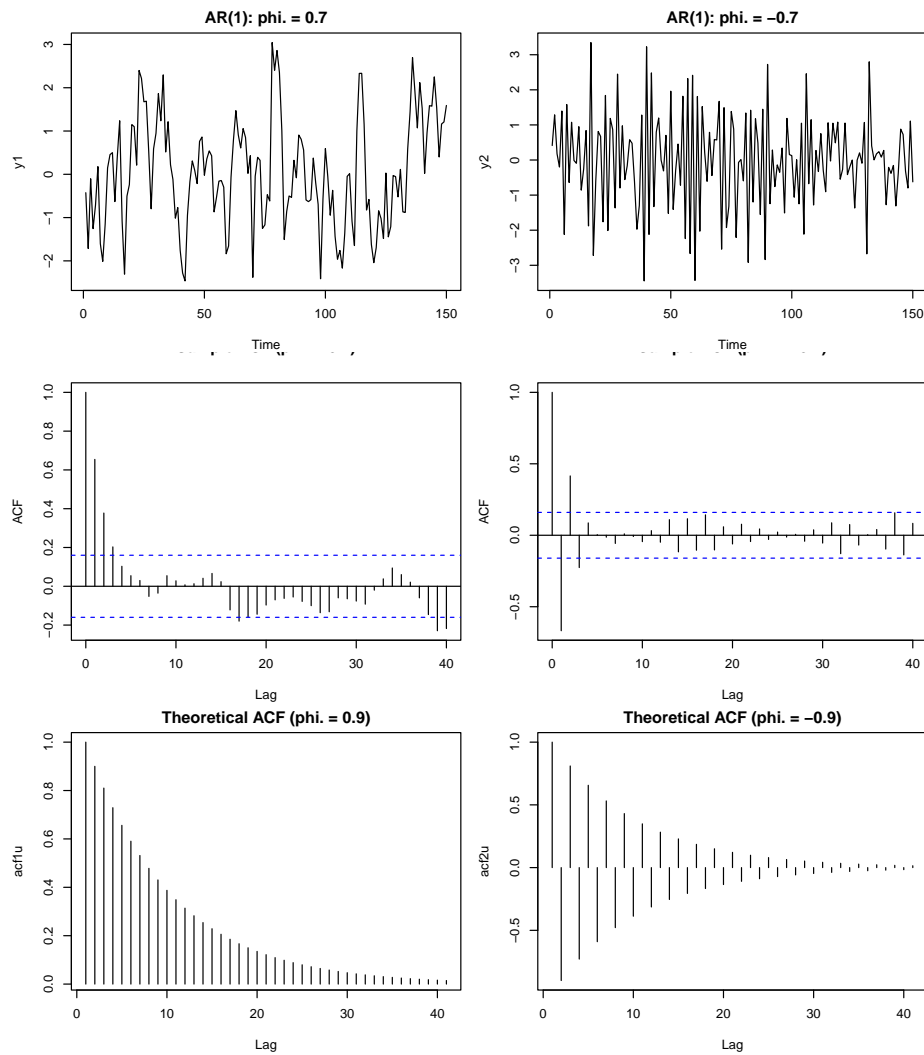 AR(1): phi. = 0.7
y1
3
2
1
0
−1
−2
0 50 100 150
Time
AR(1): phi. = −0.7
y2
3
2
1
0
−1
−2
−3
0 50 100 150
Time
ACF
1.0
0.8
0.6
0.4
0.2
0.0
−0.2
0 10 20 30 40
Lag
ACF
1.0
0.5
0.0
−0.5
0 10 20 30 40
Lag
Theoretical ACF (phi. = 0.9)
acf1u
1.0
0.8
0.6
0.4
0.2
0.0
0 10 20 30 40
Lag
Theoretical ACF (phi. = −0.9)
acf2u
1.0
0.5
0.0
−0.5
0 10 20 30 40
Lag